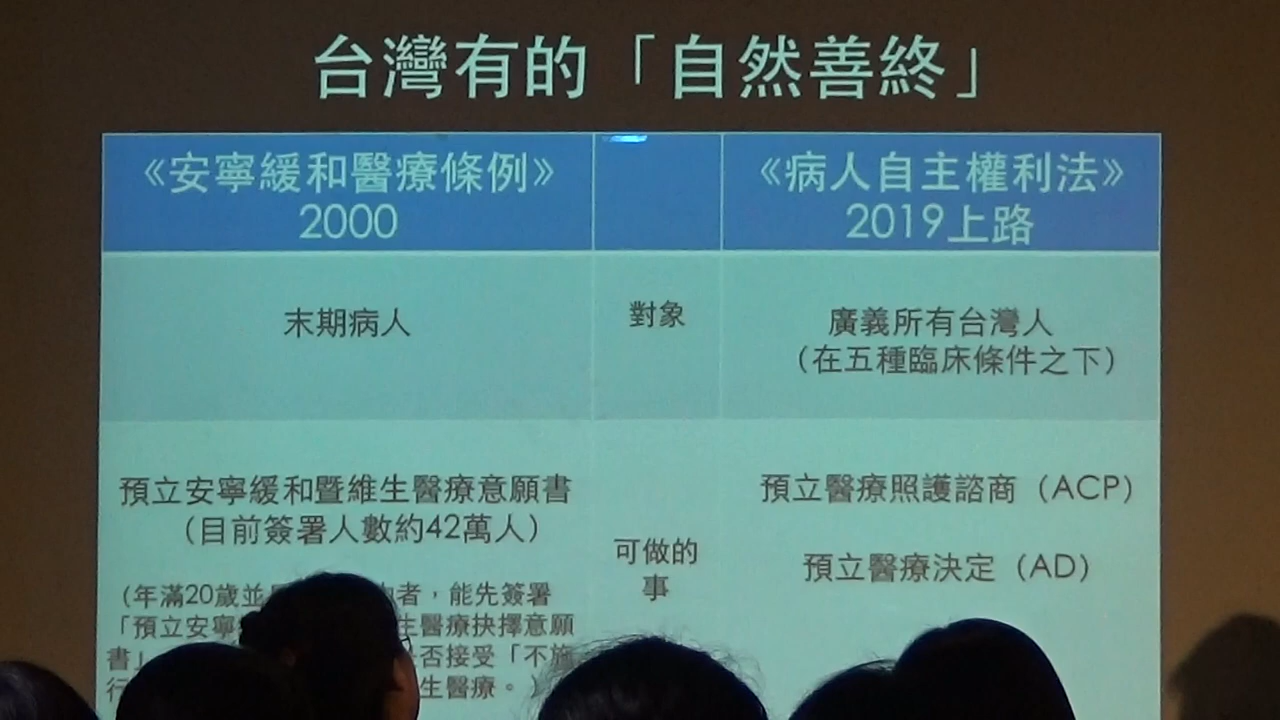 台灣有的「自然善終」
《安寧緩和醫療條例》
2000
《病人自主權利法》
2019上路
末期病人
對象
廣義所有台灣人
（在五種臨床條件之下）
預立安寧緩和暨維生醫療意願書
（目前簽署人數約42萬人）
（年滿20歲並 者，能先簽署
「預立安寧 生醫療抉擇意願
書」 否接受「不施
行 生醫療。）
可做的
事
預立醫療照護諮商（ACP）
預立醫療決定（AD）